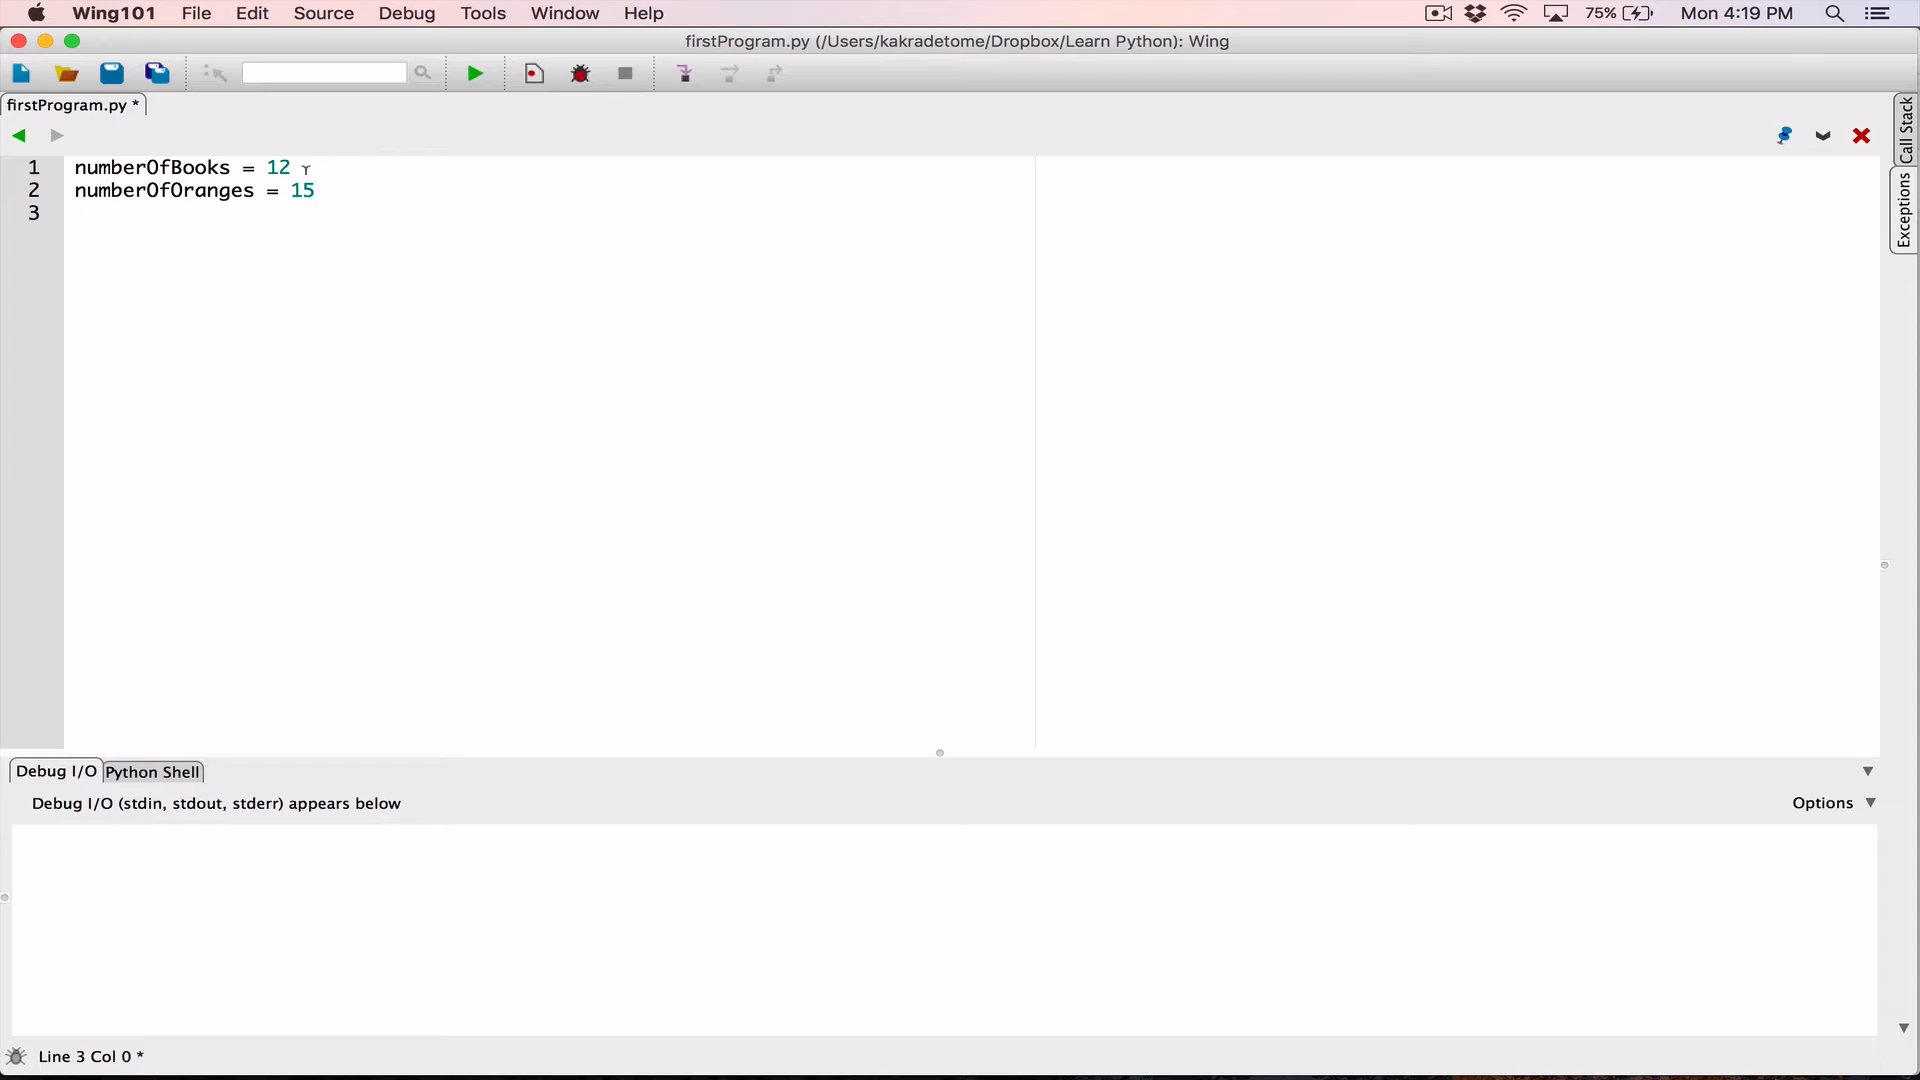 Wing101 File Edit Source Debug Tools Window Help 75% Mon 4:19 PM
firstProgram.py (/Users/kakradetome/Dropbox/Learn Python): Wing
firstProgram.py *
1 numberOfBooks = 12
2 numberOfOranges = 15
3
Call Stack
Exceptions
Debug I/O Python Shell
Debug I/O (stdin, stdout, stderr) appears below Options
Line 3 Col 0 *